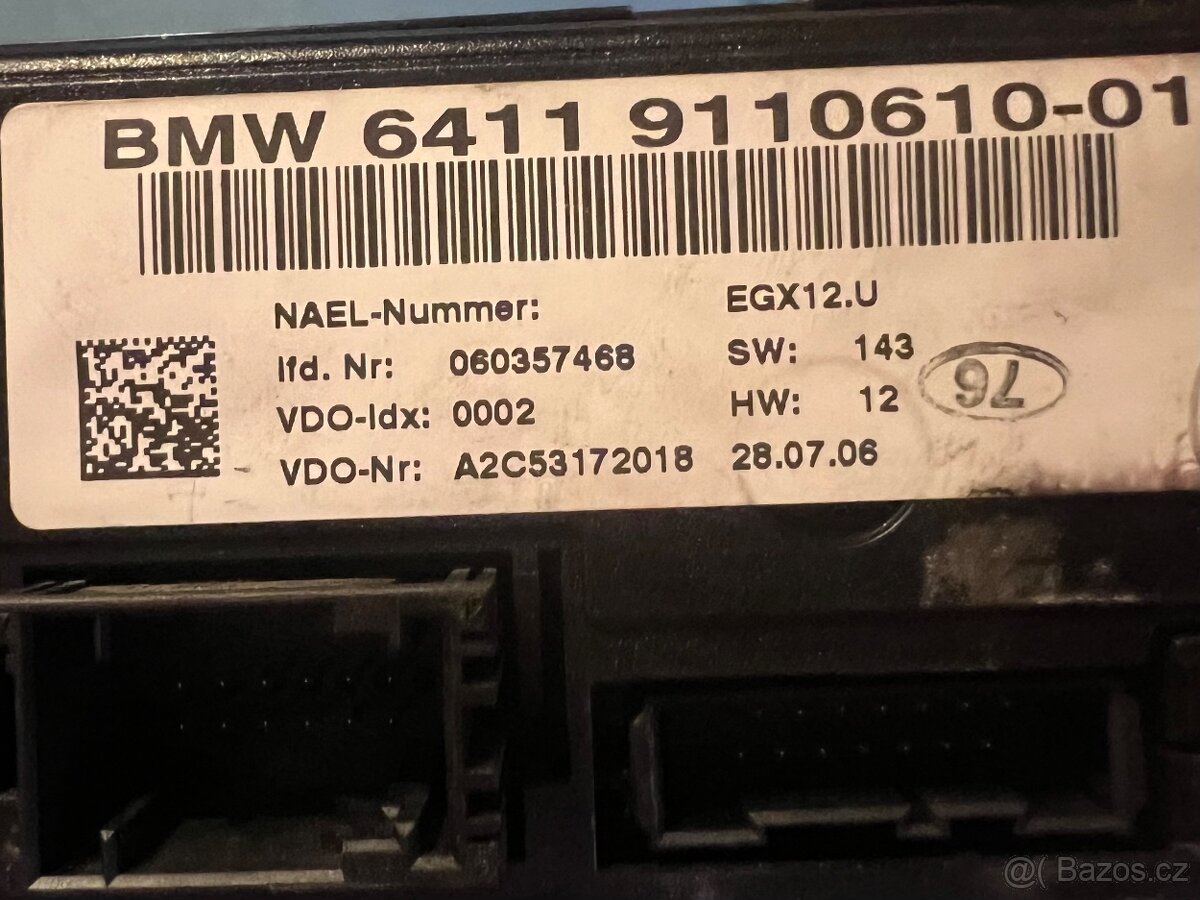 BMW 6411 9110610-01
NAEL-Nummer: EGX12.U
lfd. Nr: 060357468 SW: 143
VDO-Idx: 0002 HW: 12
VDO-Nr: A2C53172018 28.07.06
76
@( Bazos.cz